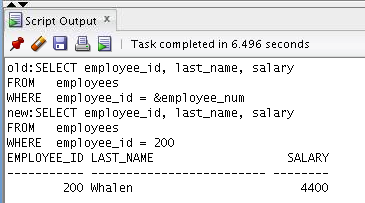 Script Output x
Task completed in 6.496 seconds
old:SELECT employee_id, last_name, salary
FROM   employees
WHERE  employee_id = &employee_num
new:SELECT employee_id, last_name, salary
FROM   employees
WHERE  employee_id = 200
EMPLOYEE_ID LAST_NAME                     SALARY
----------- ------------------------- ----------
        200 Whalen                          4400